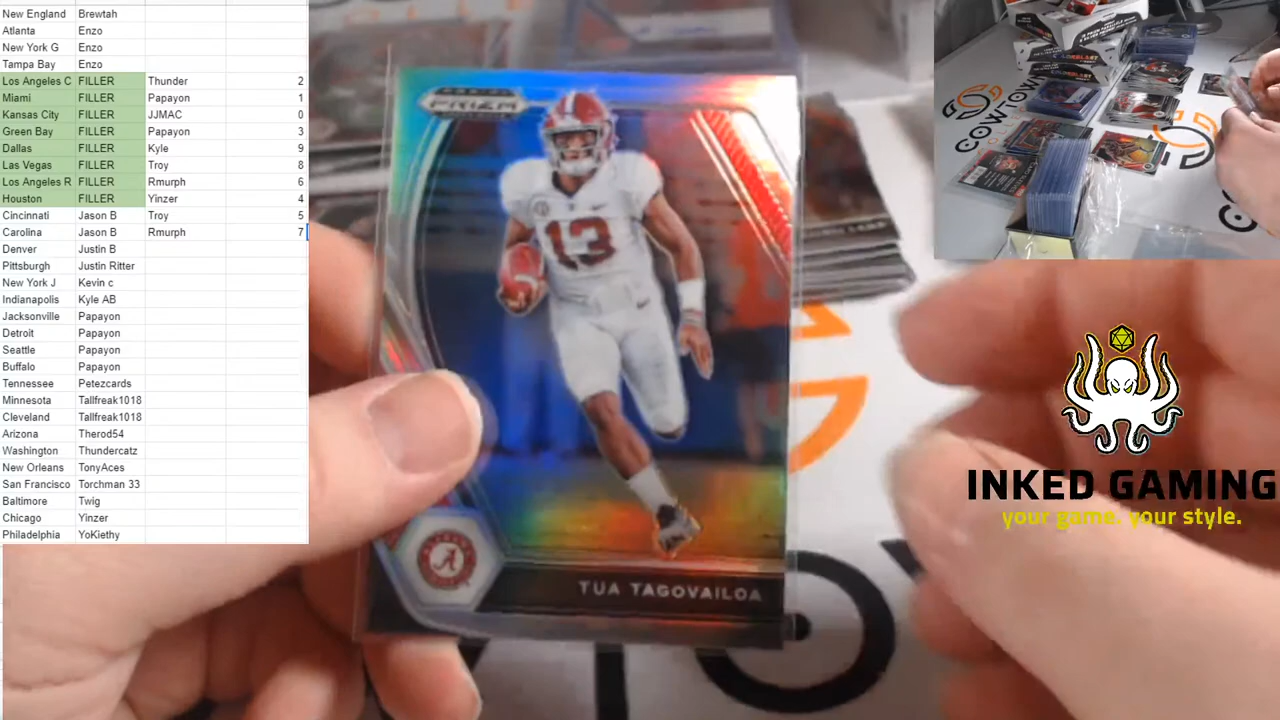 New England Brewtah
Atlanta Enzo
New York G Enzo
Tampa Bay Enzo
Los Angeles C FILLER Thunder 2
Miami FILLER Papayon 1
Kansas City FILLER JJMAC 0
Green Bay FILLER Papayon 3
Dallas FILLER Kyle 9
Las Vegas FILLER Troy 8
Los Angeles R FILLER Rmurph 6
Houston FILLER Yinzer 4
Cincinnati Jason B Troy 5
Carolina Jason B Rmurph 7
Denver Justin B
Pittsburgh Justin Ritter
New York J Kevin c
Indianapolis Kyle AB
Jacksonville Papayon
Detroit Papayon
Seattle Papayon
Buffalo Papayon
Tennessee Petezcards
Minnesota Tallfreak1018
Cleveland Tallfreak1018
Arizona Therod54
Washington Thundercatz
New Orleans TonyAces
San Francisco Torchman 33
Baltimore Twig
Chicago Yinzer
Philadelphia YoKiethy
PRIZM
13
A
TUA TAGOVAILOA
COWTOWN
INKED GAMING
your game. your style.